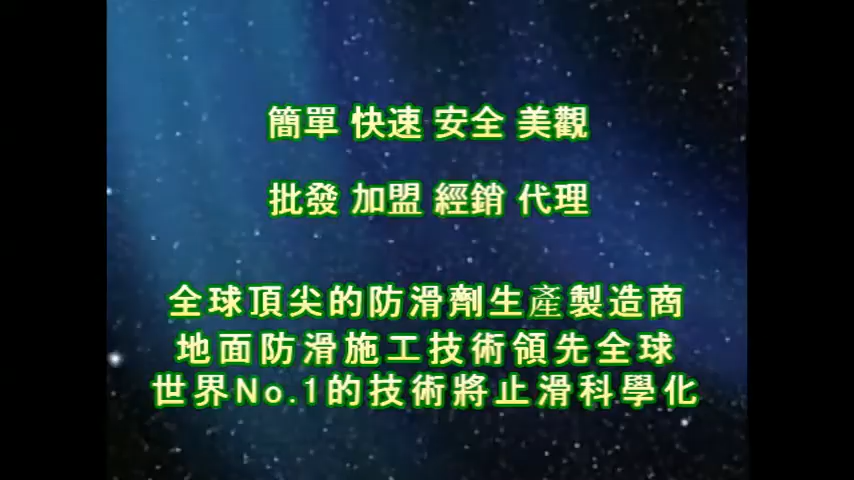 簡單 快速 安全 美觀
批發 加盟 經銷 代理
全球頂尖的防滑劑生產製造商
地面防滑施工技術領先全球
世界No.1的技術將止滑科學化